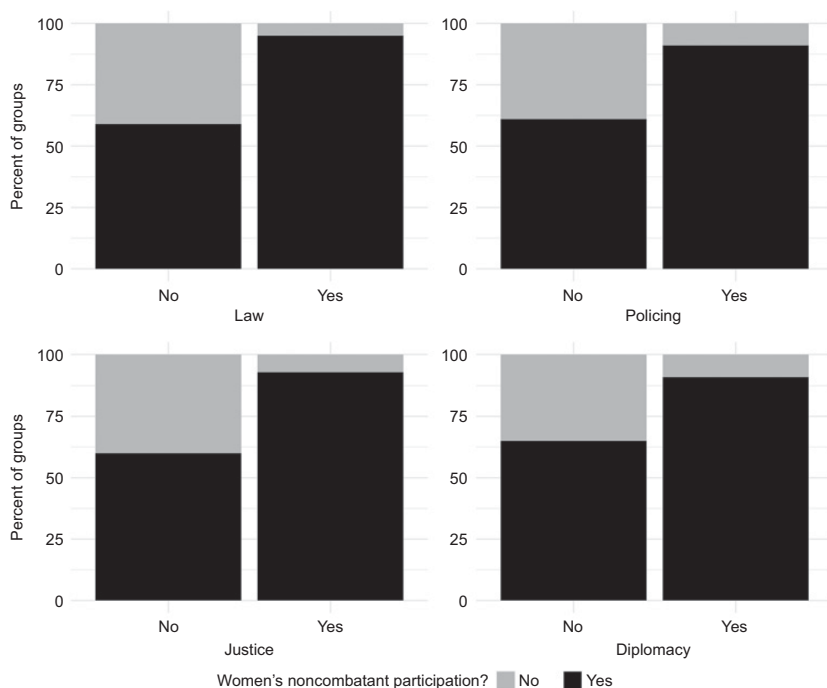 100
75
50
25
0
Percent of groups
No Yes
Law
100
75
50
25
0
No Yes
Policing
100
75
50
25
0
Percent of groups
No Yes
Justice
100
75
50
25
0
No Yes
Diplomacy
Women's noncombatant participation? No Yes